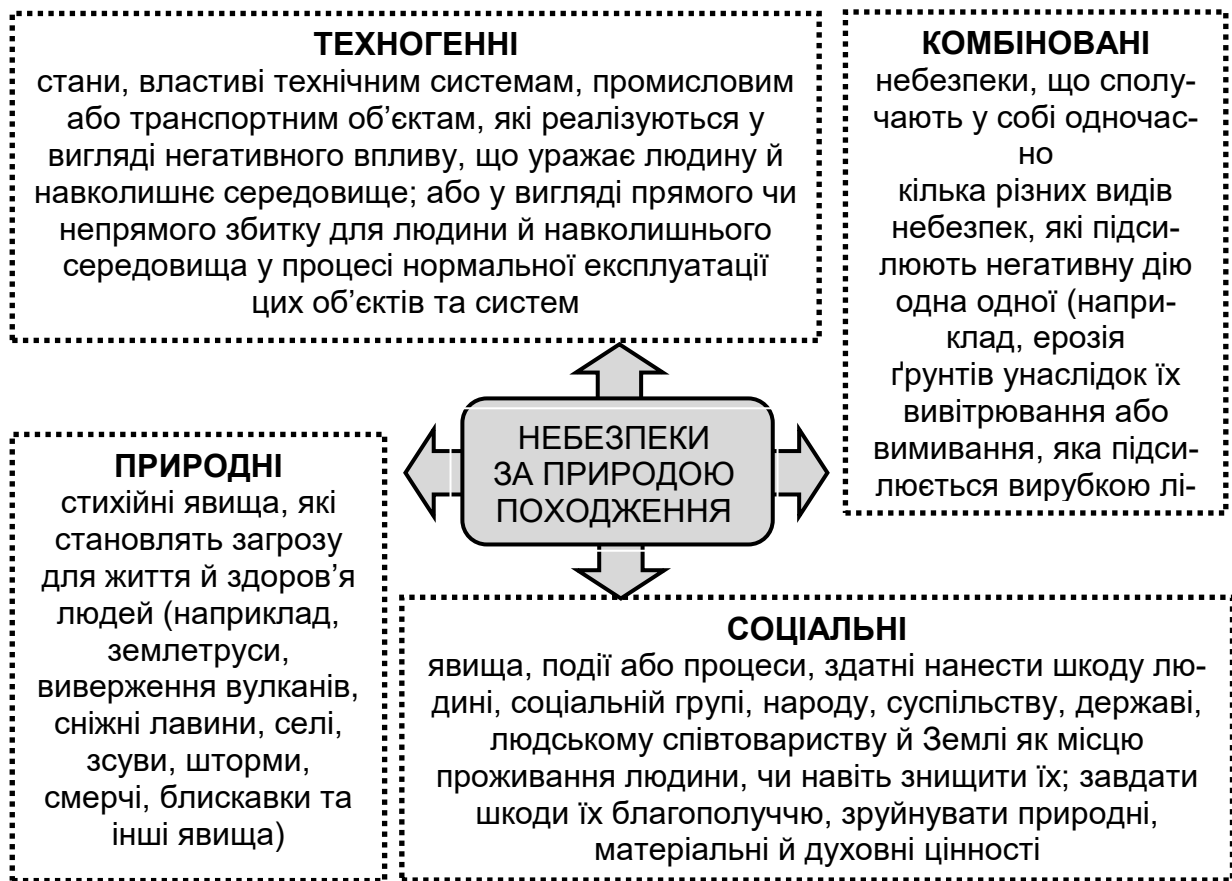 ТЕХНОГЕННІ
стани, властиві технічним системам, промисловим
або транспортним об’єктам, які реалізуються у
вигляді негативного впливу, що уражає людину й
навколишнє середовище; або у вигляді прямого чи
непрямого збитку для людини й навколишнього
середовища у процесі нормальної експлуатації
цих об’єктів та систем
КОМБІНОВАНІ
небезпеки, що сполу-
чають у собі одночас-
но
кілька різних видів
небезпек, які підси-
люють негативну дію
одна одної (напри-
клад, ерозія
ґрунтів унаслідок їх
вивітрювання або
вимивання, яка підси-
люється вирубкою лі-
НЕБЕЗПЕКИ
ЗА ПРИРОДОЮ
ПОХОДЖЕННЯ
ПРИРОДНІ
стихійні явища, які
становлять загрозу
для життя й здоров’я
людей (наприклад,
землетруси,
виверження вулканів,
сніжні лавини, селі,
зсуви, шторми,
смерчі, блискавки та
інші явища)
СОЦІАЛЬНІ
явища, події або процеси, здатні нанести шкоду лю-
дині, соціальній групі, народу, суспільству, державі,
людському співтовариству й Землі як місцю
проживання людини, чи навіть знищити їх; завдати
шкоди їх благополуччю, зруйнувати природні,
матеріальні й духовні цінності